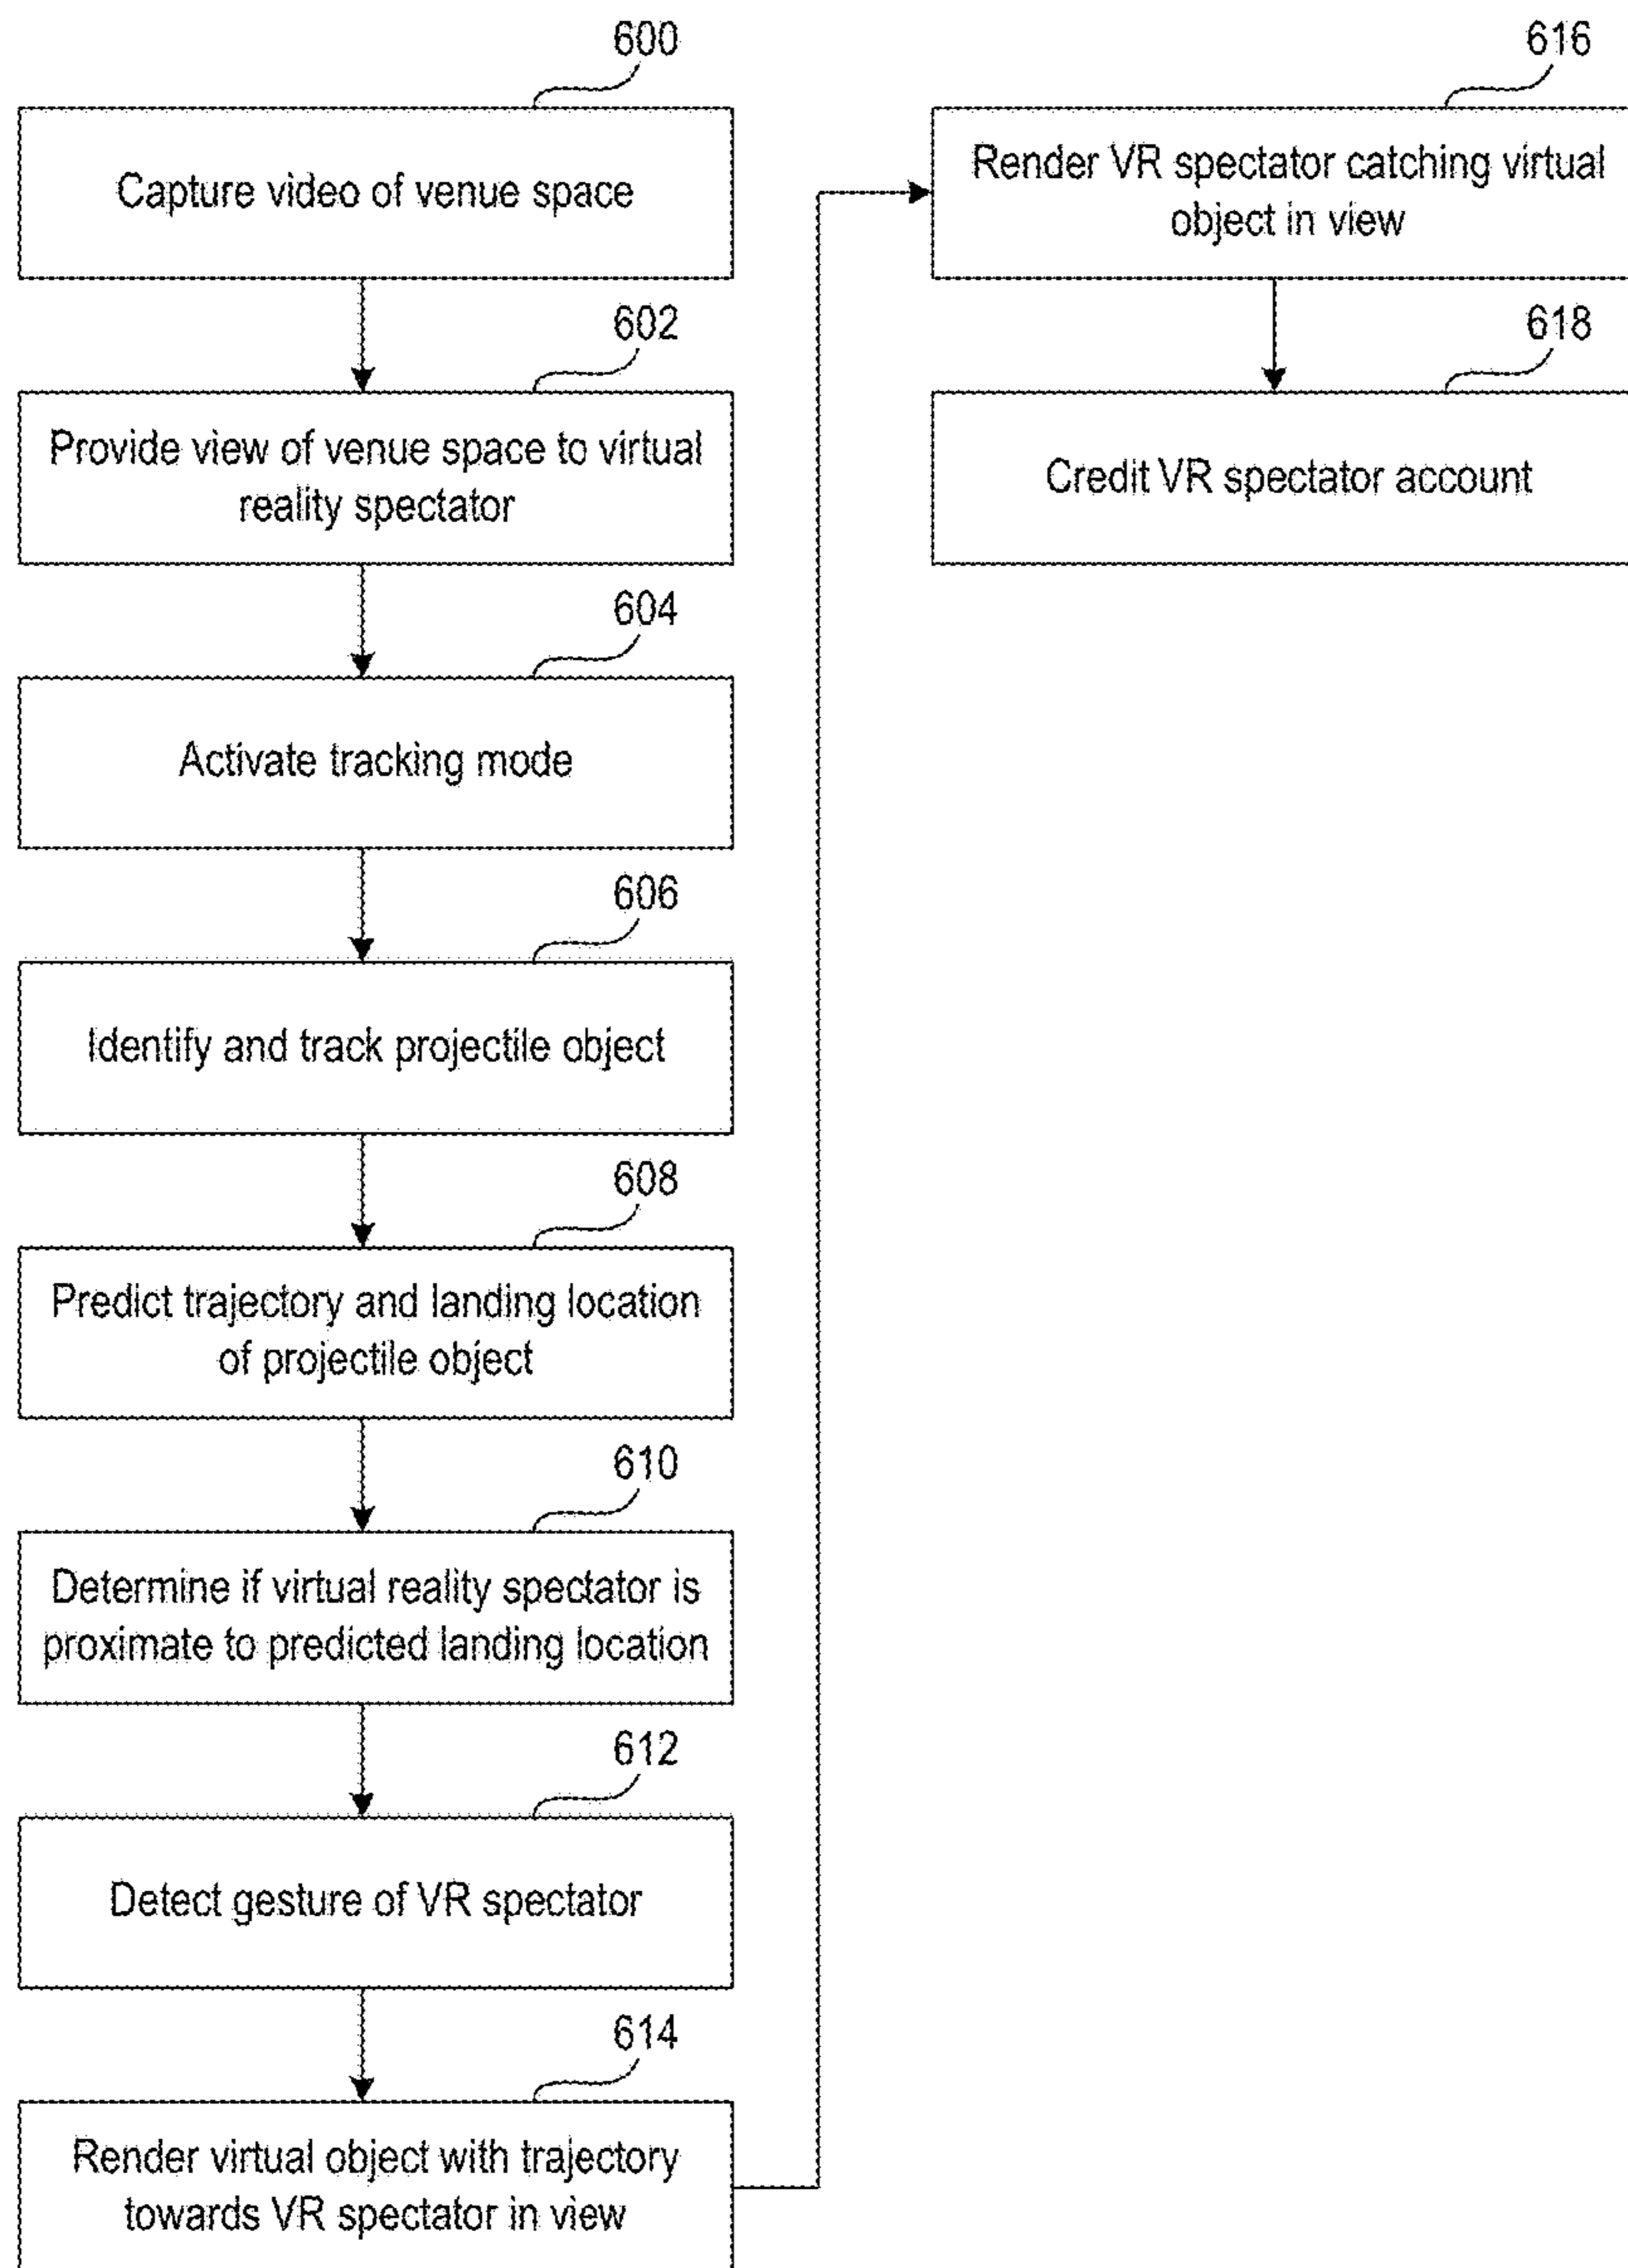 600
Capture video of venue space
602
Provide view of venue space to virtual
reality spectator
604
Activate tracking mode
606
Identify and track projectile object
608
Predict trajectory and landing location
of projectile object
610
Determine if virtual reality spectator is
proximate to predicted landing location
612
Detect gesture of VR spectator
614
Render virtual object with trajectory
towards VR spectator in view
616
Render VR spectator catching virtual
object in view
618
Credit VR spectator account